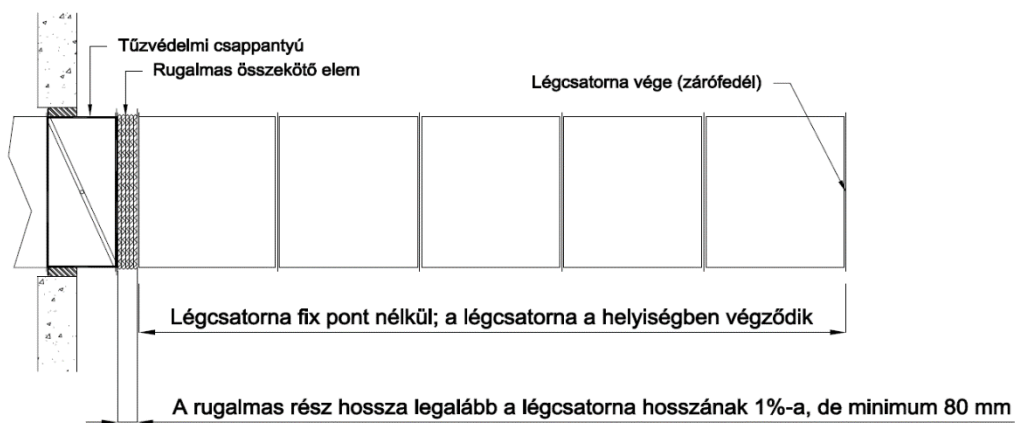 Tűzvédelmi csappantyú
Rugalmas összekötő elem
Légcsatorna vége (zárófedél)
Légcsatorna fix pont nélkül; a légcsatorna a helyiségben végződik
A rugalmas rész hossza legalább a légcsatorna hosszának 1%-a, de minimum 80 mm